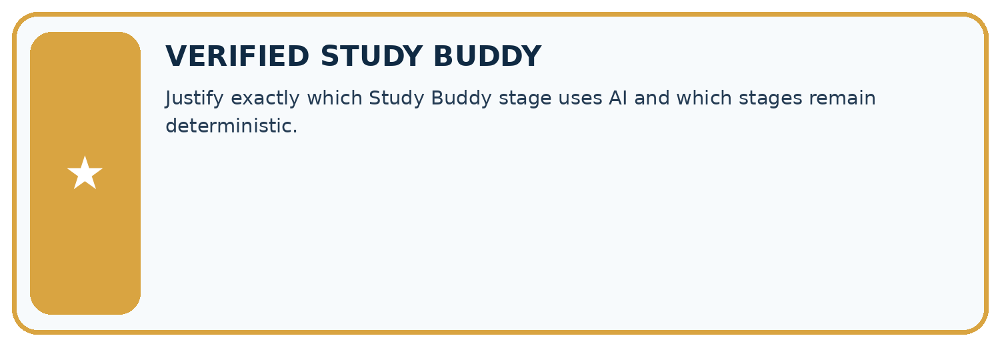 VERIFIED STUDY BUDDY
Justify exactly which Study Buddy stage uses AI and which stages remain
deterministic.